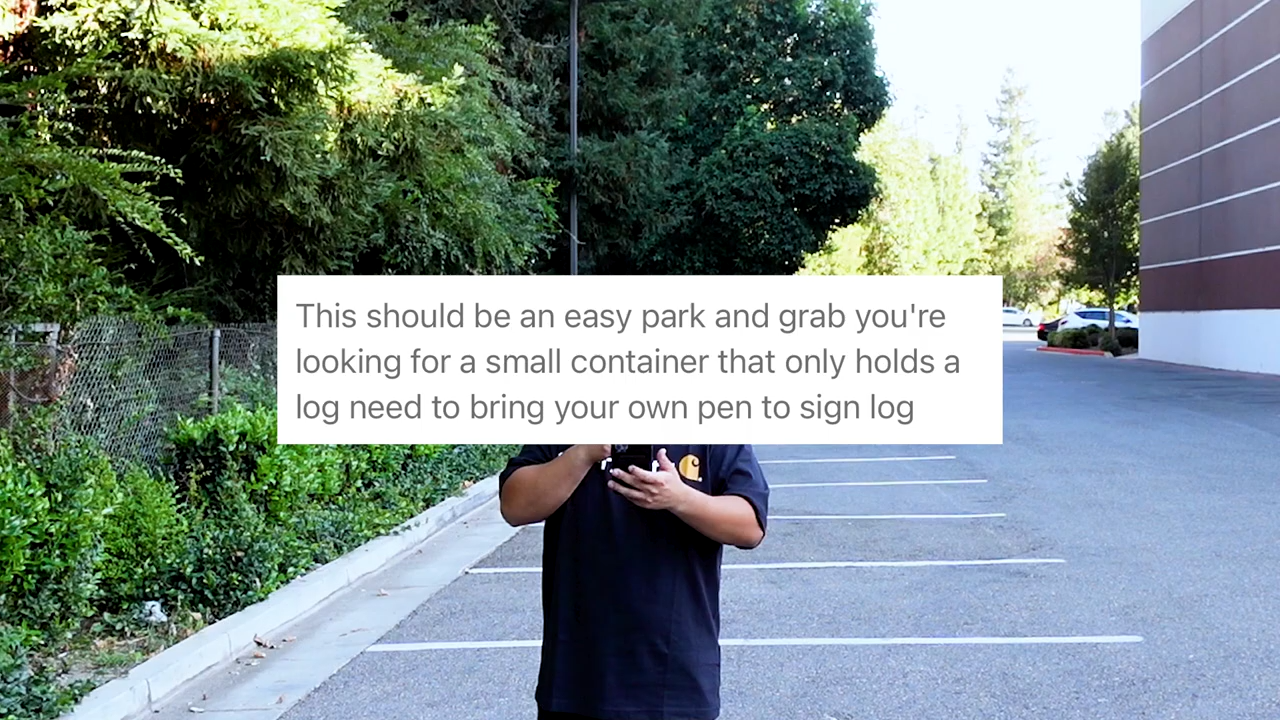 This should be an easy park and grab you're
looking for a small container that only holds a
log need to bring your own pen to sign log